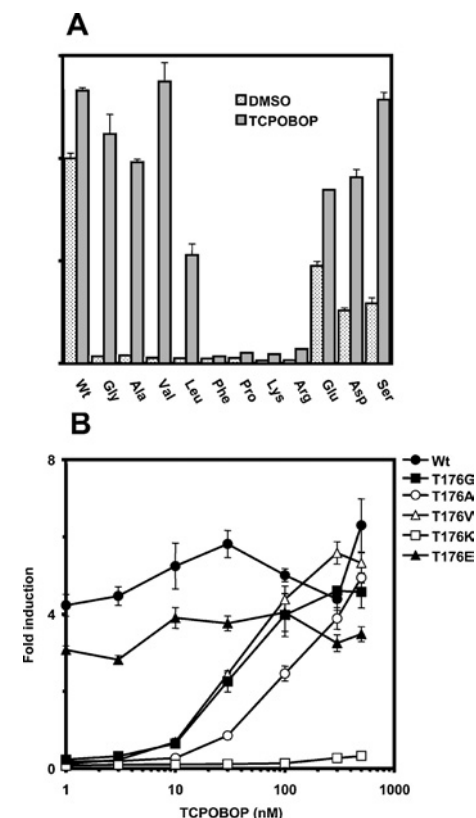 A
DMSO
TCPOBOP
Wt Gly Ala Val Leu Phe Pro Lys Arg Glu Asp Ser
B
8
4
0
Fold induction
1 10 100 1000
TCPOBOP (nM)
Wt
T176G
T176A
T176V
T176K
T176E